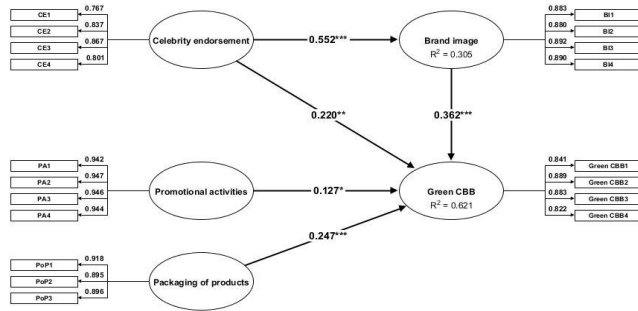 CE1 0.767
CE2 0.837
CE3 0.867
CE4 0.801
Celebrity endorsement
0.552***
Brand image
R² = 0.305
0.883 BI1
0.880 BI2
0.892 BI3
0.890 BI4
0.220**
0.362***
PA1 0.942
PA2 0.947
PA3 0.946
PA4 0.944
Promotional activities
0.127*
Green CBB
R² = 0.621
0.841 Green CBB1
0.889 Green CBB2
0.883 Green CBB3
0.822 Green CBB4
0.247***
PoP1 0.918
PoP2 0.895
PoP3 0.896
Packaging of products